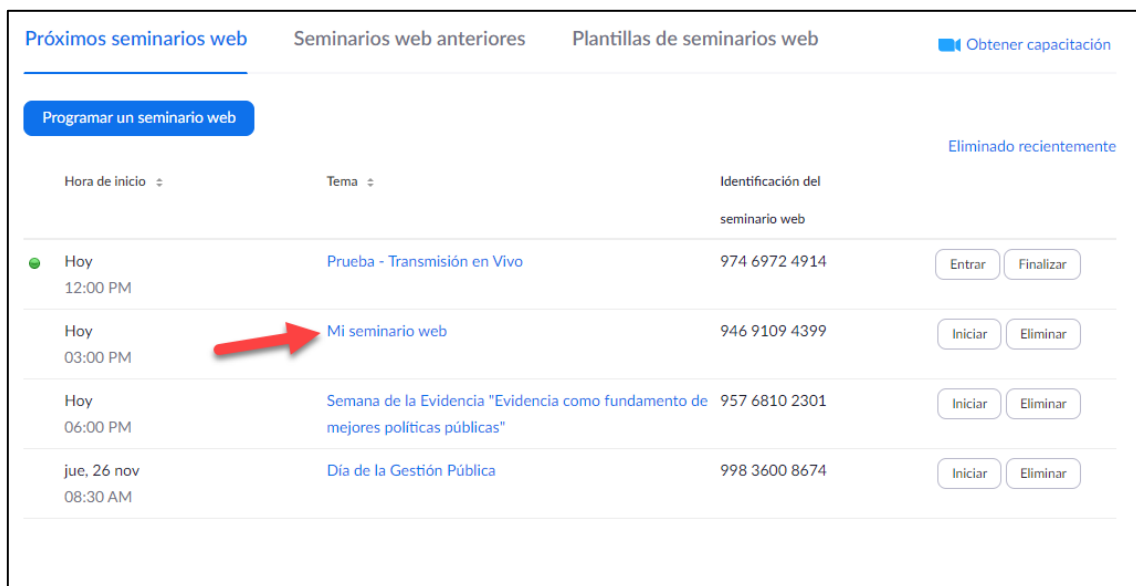 Próximos seminarios web
Seminarios web anteriores
Plantillas de seminarios web
Obtener capacitación
Programar un seminario web
Eliminado recientemente
Hora de inicio
Tema
Identificación del
seminario web
Hoy
12:00 PM
Prueba - Transmisión en Vivo
974 6972 4914
Entrar
Finalizar
Hoy
03:00 PM
Mi seminario web
946 9109 4399
Iniciar
Eliminar
Hoy
06:00 PM
Semana de la Evidencia "Evidencia como fundamento de
mejores políticas públicas"
957 6810 2301
Iniciar
Eliminar
jue, 26 nov
08:30 AM
Día de la Gestión Pública
998 3600 8674
Iniciar
Eliminar